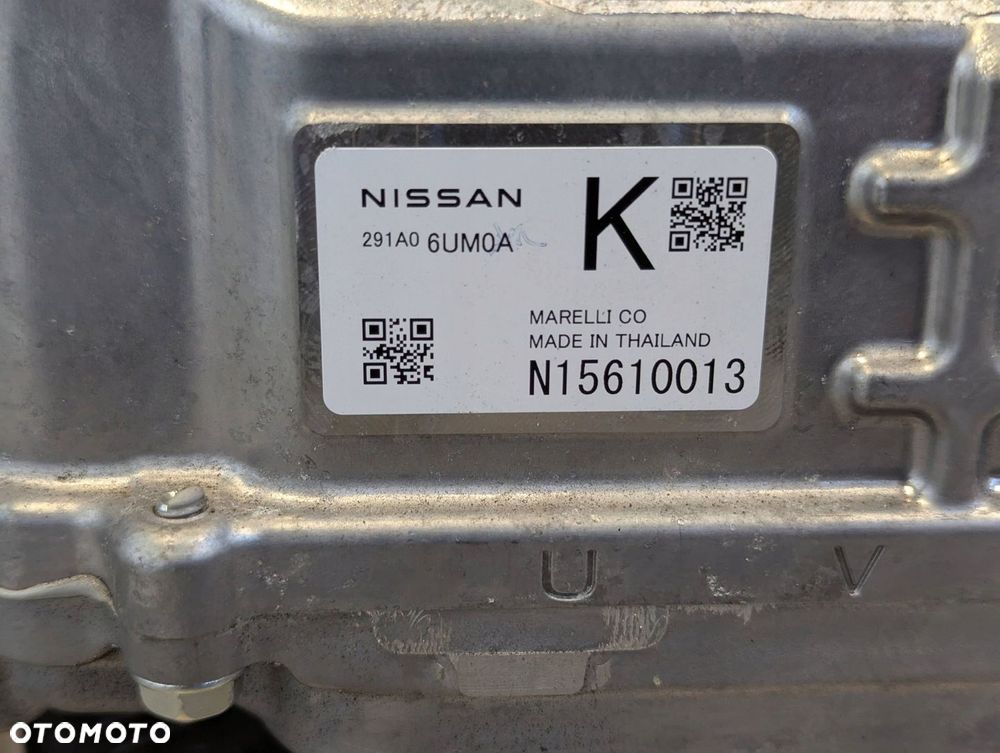 NISSAN
K
291A0 6UM0A
MARELLI CO
MADE IN THAILAND
N15610013
U V
OTOMOTO